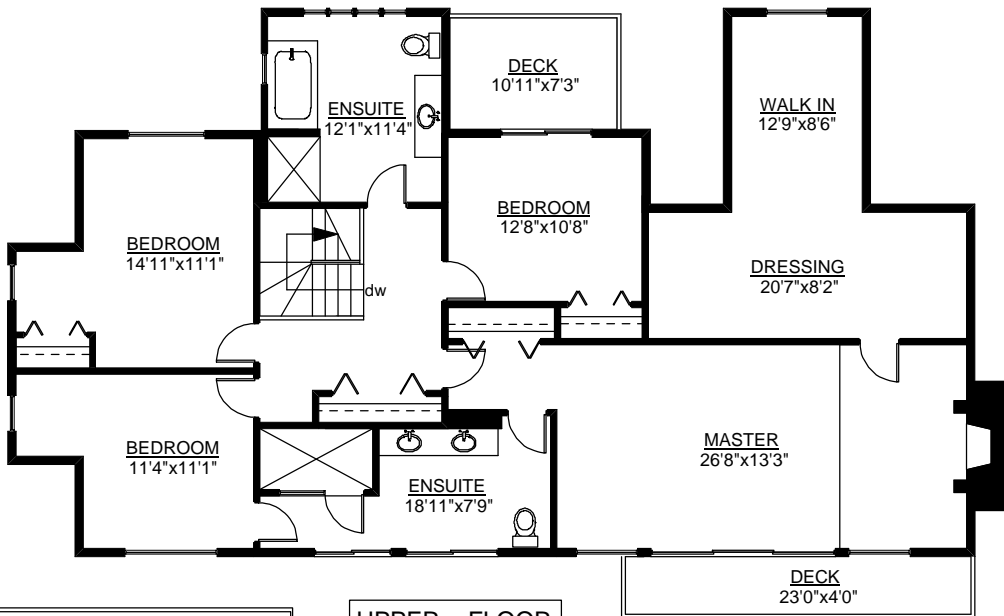 DECK
10'11"x7'3"
ENSUITE
12'1"x11'4"
WALK IN
12'9"x8'6"
BEDROOM
12'8"x10'8"
BEDROOM
14'11"x11'1"
DRESSING
20'7"x8'2"
dw
BEDROOM
11'4"x11'1"
MASTER
26'8"x13'3"
ENSUITE
18'11"x7'9"
DECK
23'0"x4'0"
UPPER FLOOR